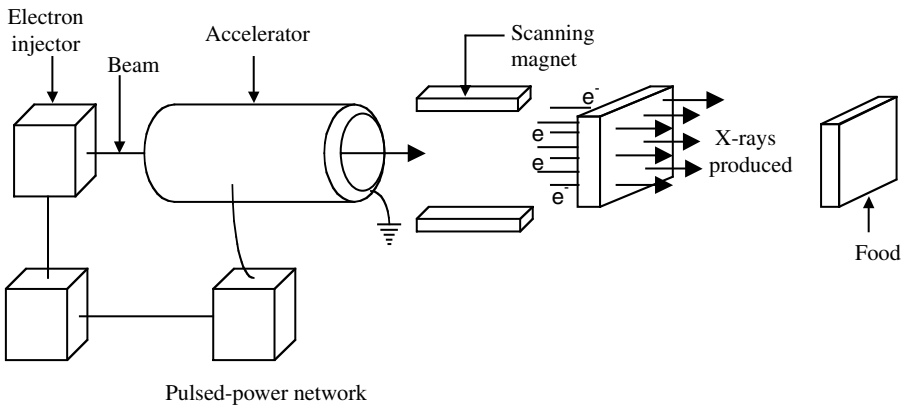 Electron
injector
Beam
Accelerator
Scanning
magnet
e-
e
e
e-
X-rays
produced
Food
Pulsed-power network